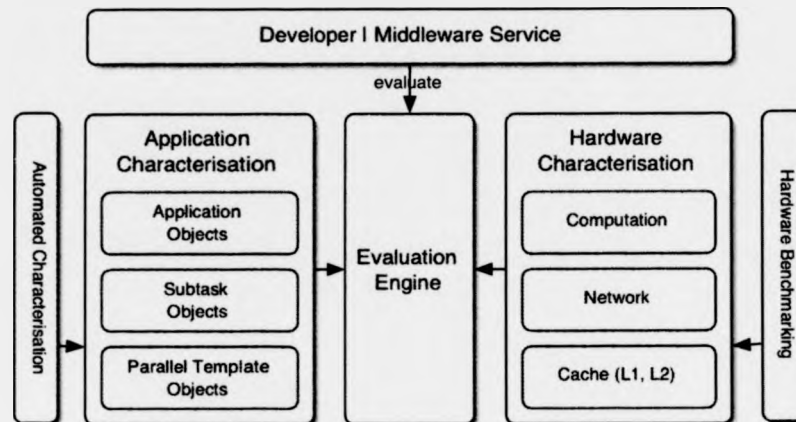 Developer | Middleware Service
evaluate
Automated Characterisation
Application
Characterisation
Application
Objects
Subtask
Objects
Parallel Template
Objects
Evaluation
Engine
Hardware
Characterisation
Computation
Network
Cache (L1, L2)
Hardware Benchmarking